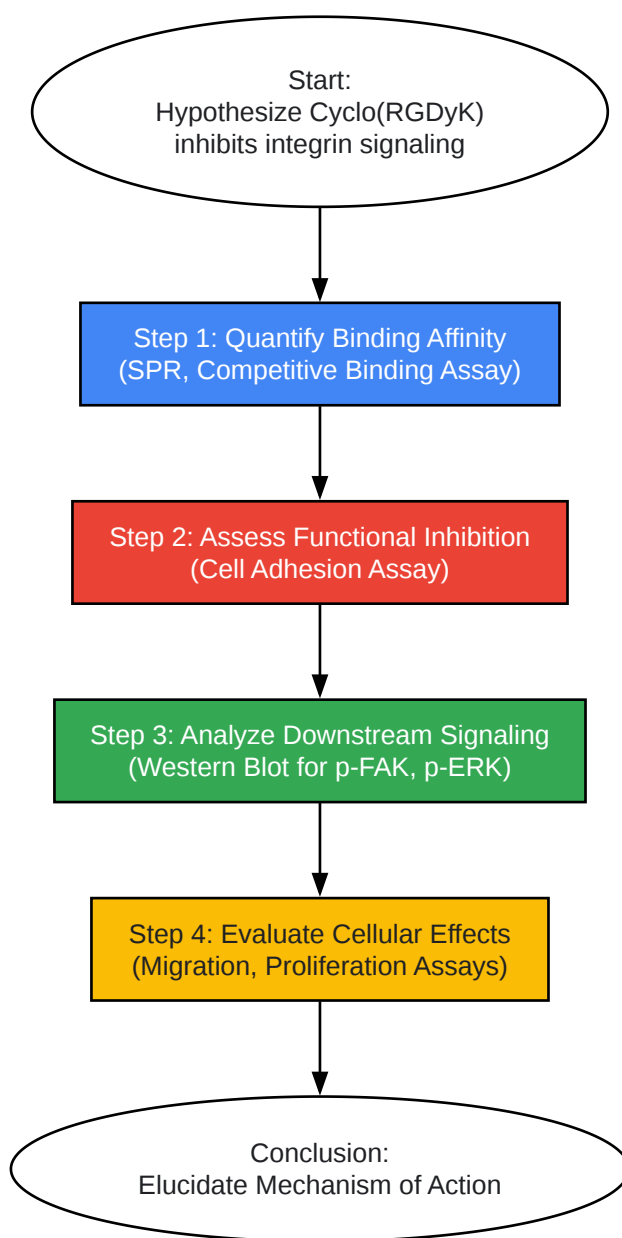 Start:
Hypothesize Cyclo(RGDyK)
inhibits integrin signaling
Step 1: Quantify Binding Affinity
(SPR, Competitive Binding Assay)
Step 2: Assess Functional Inhibition
(Cell Adhesion Assay)
Step 3: Analyze Downstream Signaling
(Western Blot for p-FAK, p-ERK)
Step 4: Evaluate Cellular Effects
(Migration, Proliferation Assays)
Conclusion:
Elucidate Mechanism of Action